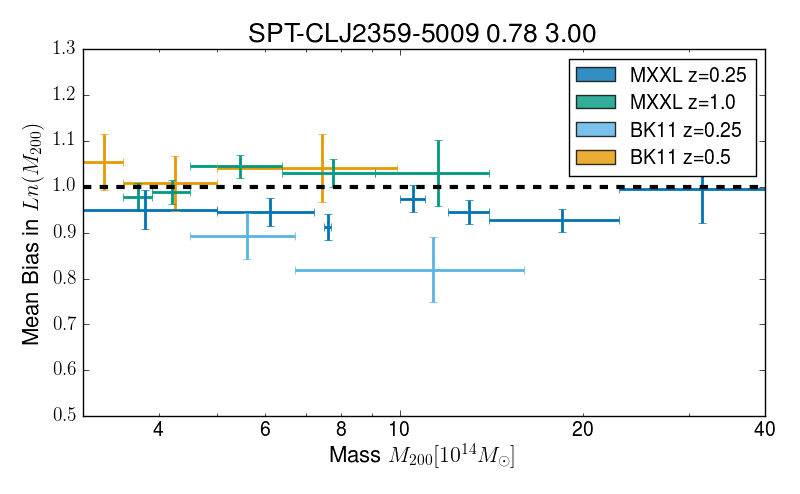 SPT-CLJ2359-5009 0.78 3.00
1.3
1.2
1.1
1.0
0.9
0.8
0.7
0.6
0.5
Mean Bias in Ln(M200)
MXXL z=0.25
MXXL z=1.0
BK11 z=0.25
BK11 z=0.5
4 6 8 10 20 40
Mass M200[10^14 M⊙]